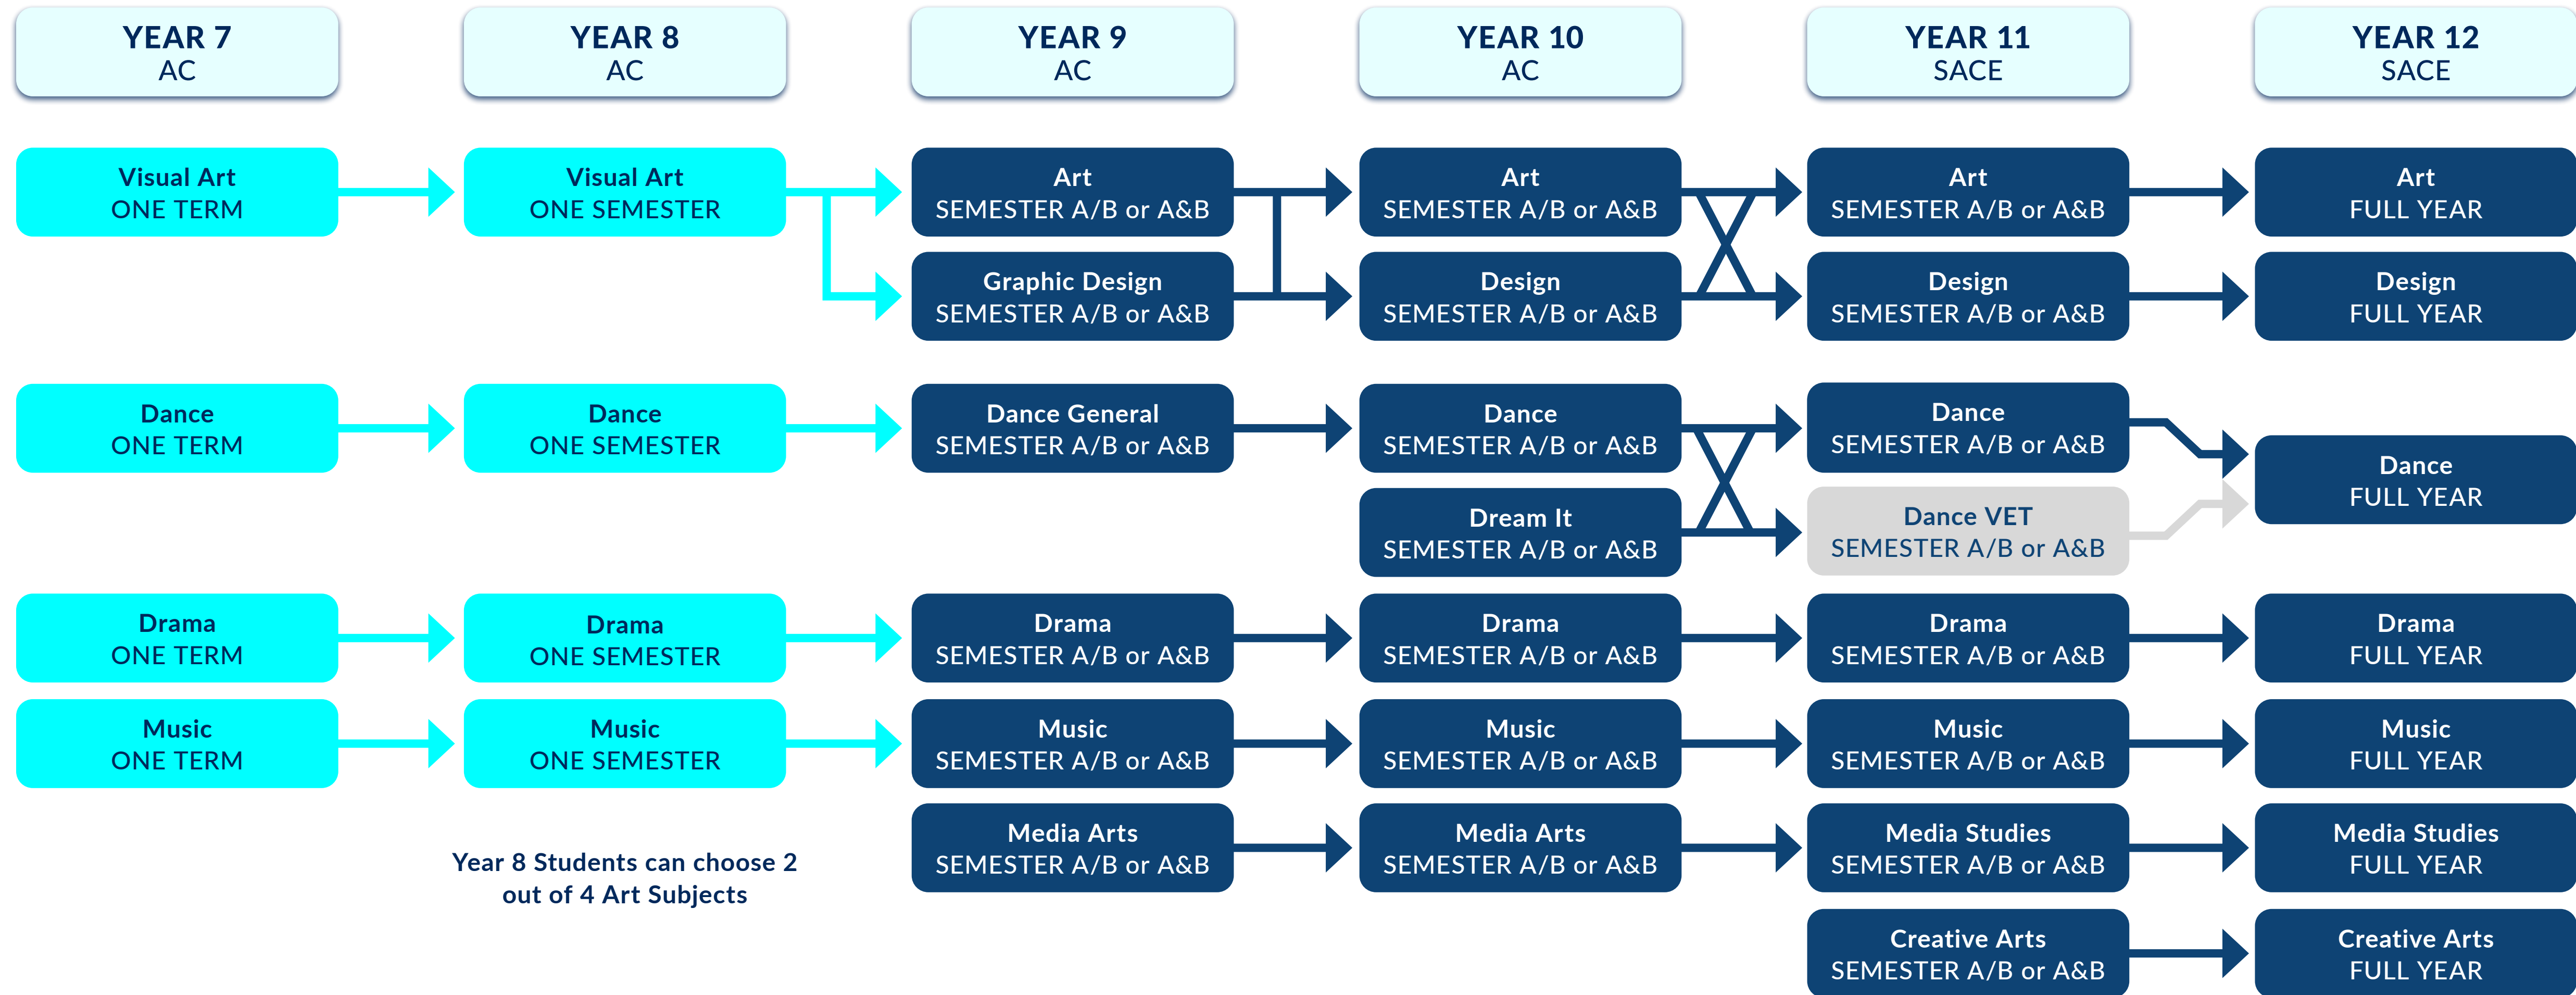 YEAR 7
AC
YEAR 8
AC
YEAR 9
AC
YEAR 10
AC
YEAR 11
SACE
YEAR 12
SACE
Visual Art
ONE TERM
Visual Art
ONE SEMESTER
Art
SEMESTER A/B or A&B
Art
SEMESTER A/B or A&B
Art
SEMESTER A/B or A&B
Art
FULL YEAR
Graphic Design
SEMESTER A/B or A&B
Design
SEMESTER A/B or A&B
Design
SEMESTER A/B or A&B
Design
FULL YEAR
Dance
ONE TERM
Dance
ONE SEMESTER
Dance General
SEMESTER A/B or A&B
Dance
SEMESTER A/B or A&B
Dance
SEMESTER A/B or A&B
Dance
FULL YEAR
Dream It
SEMESTER A/B or A&B
Dance VET
SEMESTER A/B or A&B
Drama
ONE TERM
Drama
ONE SEMESTER
Drama
SEMESTER A/B or A&B
Drama
SEMESTER A/B or A&B
Drama
SEMESTER A/B or A&B
Drama
FULL YEAR
Music
ONE TERM
Music
ONE SEMESTER
Music
SEMESTER A/B or A&B
Music
SEMESTER A/B or A&B
Music
SEMESTER A/B or A&B
Music
FULL YEAR
Media Arts
SEMESTER A/B or A&B
Media Arts
SEMESTER A/B or A&B
Media Studies
SEMESTER A/B or A&B
Media Studies
FULL YEAR
Year 8 Students can choose 2
out of 4 Art Subjects
Creative Arts
SEMESTER A/B or A&B
Creative Arts
FULL YEAR